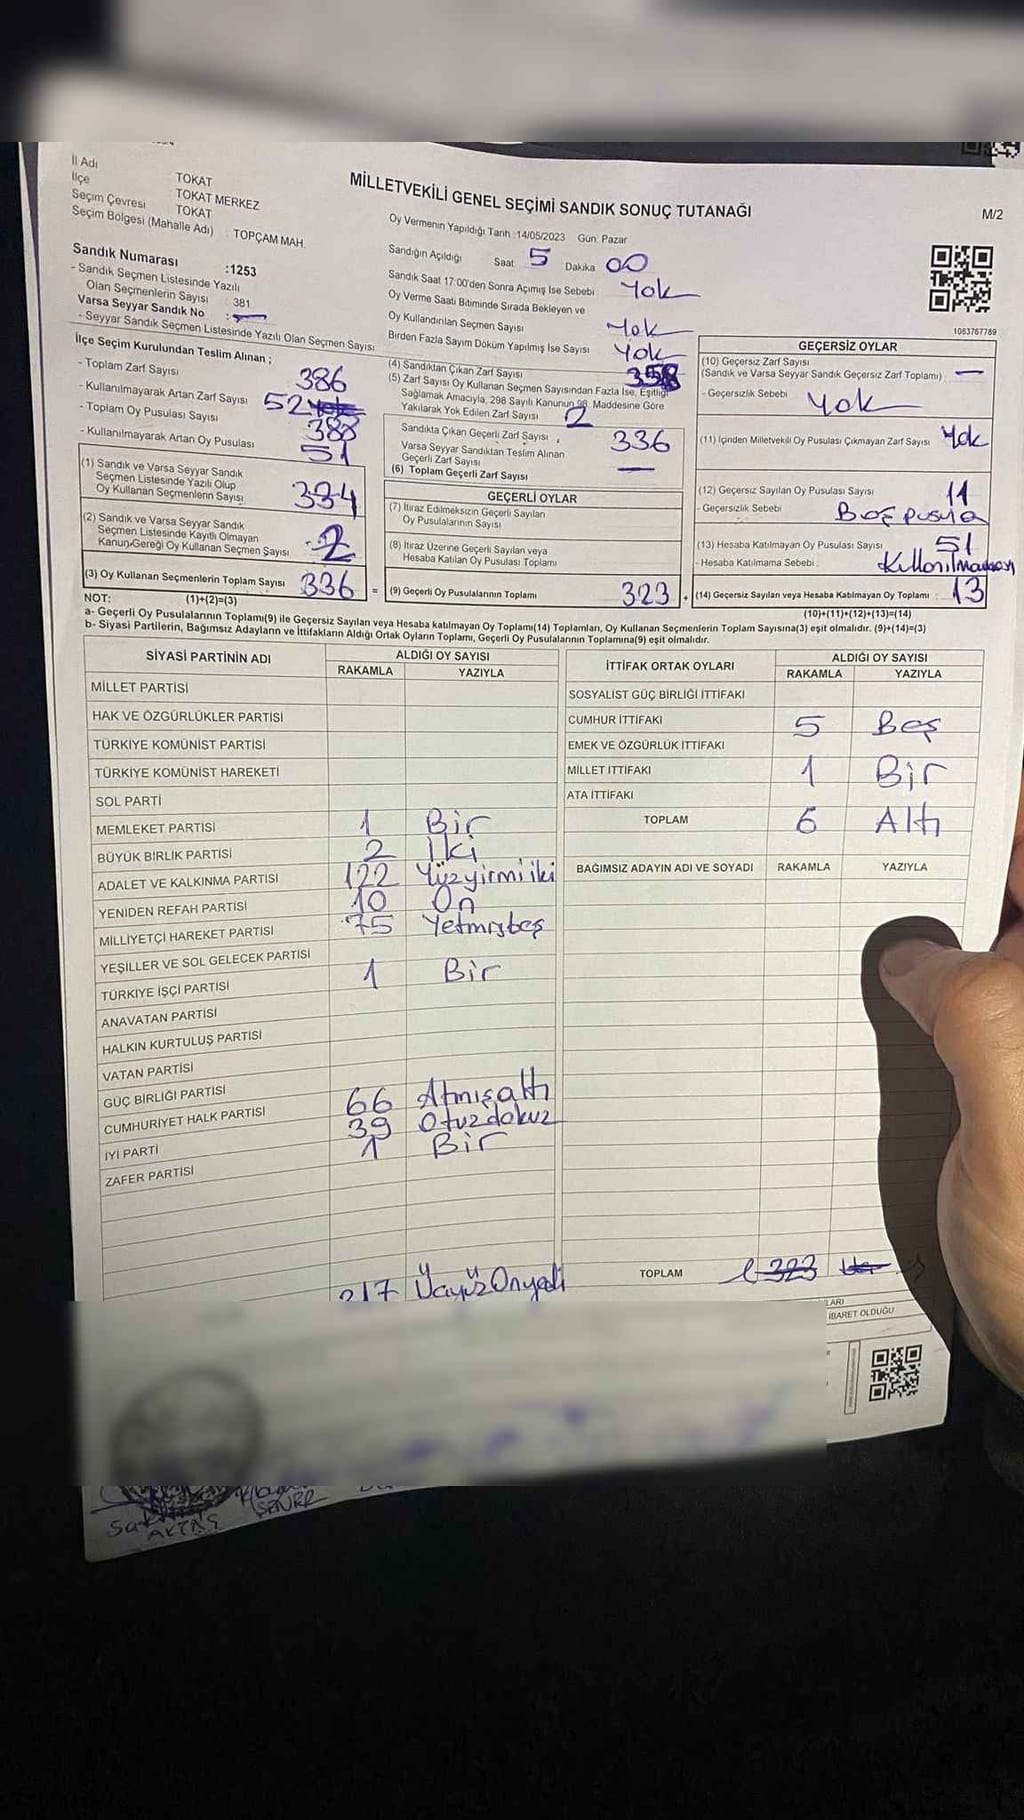 İl Adı TOKAT
İlçe TOKAT MERKEZ
Seçim Çevresi TOKAT
Seçim Bölgesi (Mahalle Adı) : TOPÇAM MAH.
Sandık Numarası :1253
- Sandık Seçmen Listesinde Yazılı
Olan Seçmenlerin Sayısı : 381
Varsa Seyyar Sandık No : —
- Seyyar Sandık Seçmen Listesinde Yazılı Olan Seçmen Sayısı:
MİLLETVEKİLİ GENEL SEÇİMİ SANDIK SONUÇ TUTANAĞI
M/2
Oy Vermenin Yapıldığı Tarih :14/05/2023 Gün: Pazar
Sandığın Açıldığı Saat 5 Dakika 00
Sandık Saat 17:00'den Sonra Açımış İse Sebebi Yok
Oy Verme Saati Bitiminde Sırada Bekleyen ve
Oy Kullandırılan Seçmen Sayısı Yok
Birden Fazla Sayım Döküm Yapılmış İse Sayısı Yok
1063767789
İlçe Seçim Kurulundan Teslim Alınan ;
- Toplam Zarf Sayısı 386
- Kullanılmayarak Artan Zarf Sayısı 52
- Toplam Oy Pusulası Sayısı 388
- Kullanılmayarak Artan Oy Pusulası 51
(1) Sandık ve Varsa Seyyar Sandık
Seçmen Listesinde Yazılı Olup
Oy Kullanan Seçmenlerin Sayısı 334
(2) Sandık ve Varsa Seyyar Sandık
Seçmen Listesinde Kayıtlı Olmayan
Kanun Gereği Oy Kullanan Seçmen Sayısı 2
(3) Oy Kullanan Seçmenlerin Toplam Sayısı 336 =
(4) Sandıktan Çıkan Zarf Sayısı
(5) Zarf Sayısı Oy Kullanan Seçmen Sayısından Fazla İse, Eşitliği
Sağlamak Amacıyla, 298 Sayılı Kanunun 98. Maddesine Göre
Yakılarak Yok Edilen Zarf Sayısı 2
Sandıkta Çıkan Geçerli Zarf Sayısı 336
Varsa Seyyar Sandıktan Teslim Alınan
Geçerli Zarf Sayısı —
(6) Toplam Geçerli Zarf Sayısı
GEÇERLİ OYLAR
(7) İtiraz Edilmeksizin Geçerli Sayılan
Oy Pusulalarının Sayısı
(8) İtiraz Üzerine Geçerli Sayılan veya
Hesaba Katılan Oy Pusulası Toplamı
(9) Geçerli Oy Pusulalarının Toplamı 323 +
GEÇERSİZ OYLAR
(10) Geçersiz Zarf Sayısı
(Sandık ve Varsa Seyyar Sandık Geçersiz Zarf Toplamı) : —
- Geçersizlik Sebebi : Yok
(11) İçinden Milletvekili Oy Pusulası Çıkmayan Zarf Sayısı : Yok
(12) Geçersiz Sayılan Oy Pusulası Sayısı 11
- Geçersizlik Sebebi : Boş pusula
(13) Hesaba Katılmayan Oy Pusulası Sayısı : 51
- Hesaba Katılmama Sebebi :
(14) Geçersiz Sayılan veya Hesaba Katılmayan Oy Toplamı : 13
NOT: (1)+(2)=(3)
(10)+(11)+(12)+(13)=(14)
a- Geçerli Oy Pusulalarının Toplamı(9) ile Geçersiz Sayılan veya Hesaba katılmayan Oy Toplamı(14) Toplamları, Oy Kullanan Seçmenlerin Toplam Sayısına(3) eşit olmalıdır. (9)+(14)=(3)
b- Siyasi Partilerin, Bağımsız Adayların ve İttifakların Aldığı Ortak Oyların Toplamı, Geçerli Oy Pusulalarının Toplamına(9) eşit olmalıdır.
SİYASİ PARTİNİN ADI ALDIĞI OY SAYISI
RAKAMLA YAZIYLA
MİLLET PARTİSİ
HAK VE ÖZGÜRLÜKLER PARTİSİ
TÜRKİYE KOMÜNİST PARTİSİ
TÜRKİYE KOMÜNİST HAREKETİ
SOL PARTİ
MEMLEKET PARTİSİ 1 Bir
BÜYÜK BİRLİK PARTİSİ 2 İki
ADALET VE KALKINMA PARTİSİ 122 Yüzyirmiiki
YENİDEN REFAH PARTİSİ 10 On
MİLLİYETÇİ HAREKET PARTİSİ 75 Yetmişbeş
YEŞİLLER VE SOL GELECEK PARTİSİ
TÜRKİYE İŞÇİ PARTİSİ 1 Bir
ANAVATAN PARTİSİ
HALKIN KURTULUŞ PARTİSİ
VATAN PARTİSİ
GÜÇ BİRLİĞİ PARTİSİ
CUMHURİYET HALK PARTİSİ 66 Atmışaltı
İYİ PARTİ 39 Otuzdokuz
ZAFER PARTİSİ 1 Bir
317 Üçyüzonyedi
İTTİFAK ORTAK OYLARI ALDIĞI OY SAYISI
RAKAMLA YAZIYLA
SOSYALİST GÜÇ BİRLİĞİ İTTİFAKI
CUMHUR İTTİFAKI 5 Beş
EMEK VE ÖZGÜRLÜK İTTİFAKI
MİLLET İTTİFAKI 1 Bir
ATA İTTİFAKI
TOPLAM 6 Altı
BAĞIMSIZ ADAYIN ADI VE SOYADI RAKAMLA YAZIYLA
TOPLAM 323
İBARET OLDUĞU
AKTAŞ